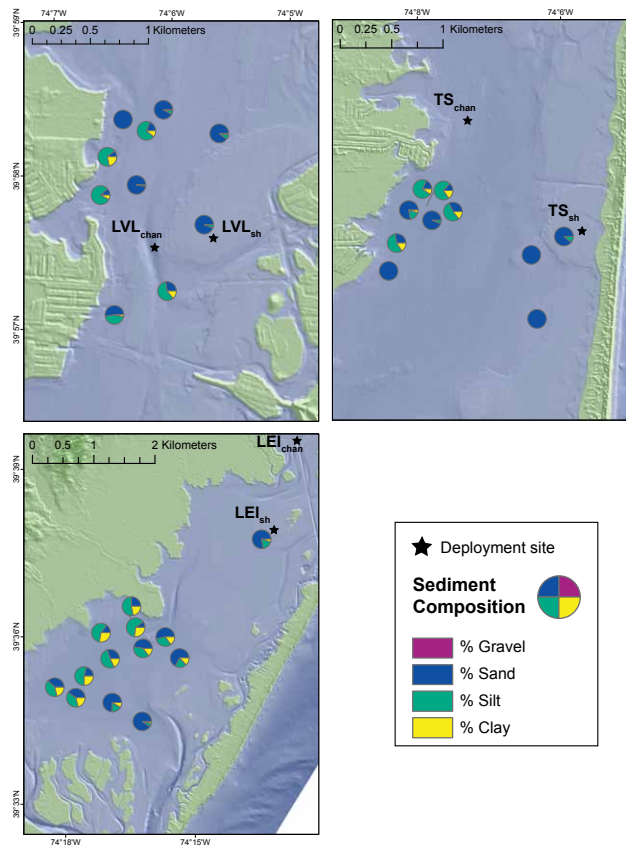 74°7'W 74°6'W 74°5'W
39°59'N
0 0.25 0.5 1 Kilometers
39°58'N
LVLchan
LVLsh
39°57'N
74°8'W 74°6'W
0 0.25 0.5 1 Kilometers
TSchan
TSsh
0 0.5 1 2 Kilometers
LEIchan
39°39'N
LEIsh
39°36'N
39°33'N
74°18'W 74°15'W
Deployment site
Sediment
Composition
% Gravel
% Sand
% Silt
% Clay